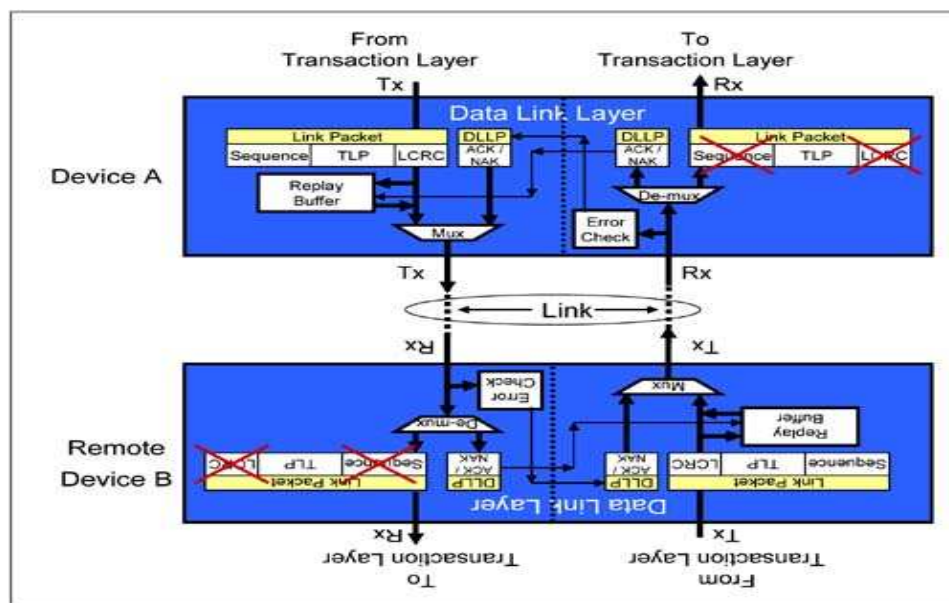 From
Transaction Layer
Tx
To
Transaction Layer
Rx
Data Link Layer
Device A
Link Packet
Sequence TLP LCRC
DLLP
ACK /
NAK
Replay
Buffer
Mux
DLLP
ACK /
NAK
Link Packet
Sequence TLP LCRC
De-mux
Error
Check
Tx
Rx
Link
Rx
Tx
Remote
Device B
Error
Check
De-mux
LCRC TLP Sequence
Link Packet
ACK /
NAK
DLLP
Mux
Replay
Buffer
ACK /
NAK
DLLP
LCRC TLP Sequence
Link Packet
Data Link Layer
Rx
To
Transaction Layer
Tx
From
Transaction Layer